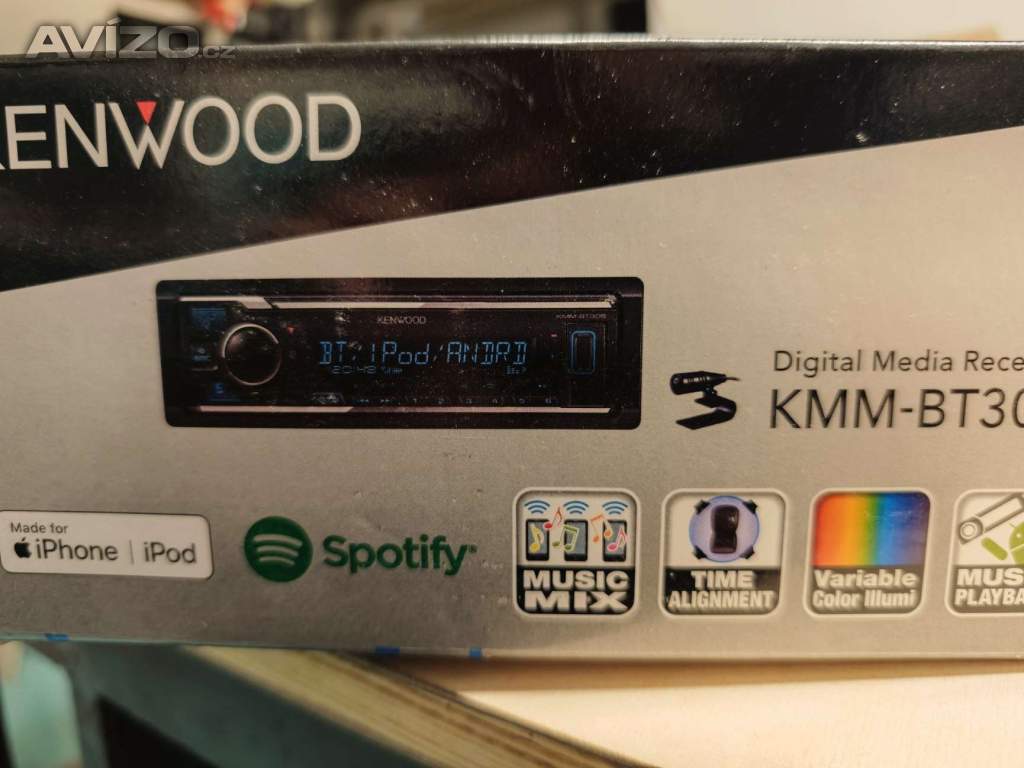 AVÍZO.cz
KENWOOD
KENWOOD
BT/iPod/ANDRD
Digital Media Rece
KMM-BT30
Made for
iPhone | iPod
Spotify
MUSIC
MIX
TIME
ALIGNMENT
Variable
Color Illumi
MUS
PLAYBA